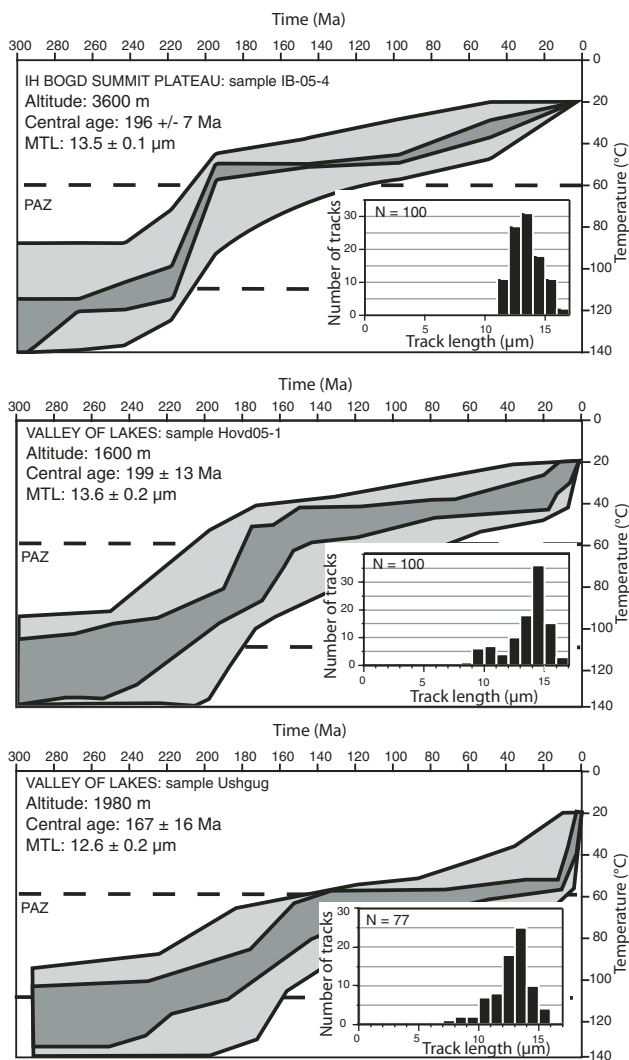 Time (Ma)
300 280 260 240 220 200 180 160 140 120 100 80 60 40 20 0
IH BOGD SUMMIT PLATEAU: sample IB-05-4
Altitude: 3600 m
Central age: 196 +/- 7 Ma
MTL: 13.5 ± 0.1 µm
PAZ
0
20
40
60
80
100
120
140
Temperature (°C)
N = 100
Number of tracks
30
20
10
0
0 5 10 15
Track length (µm)
Time (Ma)
300 280 260 240 220 200 180 160 140 120 100 80 60 40 20 0
VALLEY OF LAKES: sample Hovd05-1
Altitude: 1600 m
Central age: 199 ± 13 Ma
MTL: 13.6 ± 0.2 µm
PAZ
0
20
40
60
80
100
120
140
Temperature (°C)
N = 100
Number of tracks
30
20
10
0
0 5 10 15
Track length (µm)
Time (Ma)
300 280 260 240 220 200 180 160 140 120 100 80 60 40 20 0
VALLEY OF LAKES: sample Ushgug
Altitude: 1980 m
Central age: 167 ± 16 Ma
MTL: 12.6 ± 0.2 µm
PAZ
0
20
40
60
80
100
120
140
Temperature (°C)
N = 77
Number of tracks
30
20
10
0
0 5 10 15
Track length (µm)